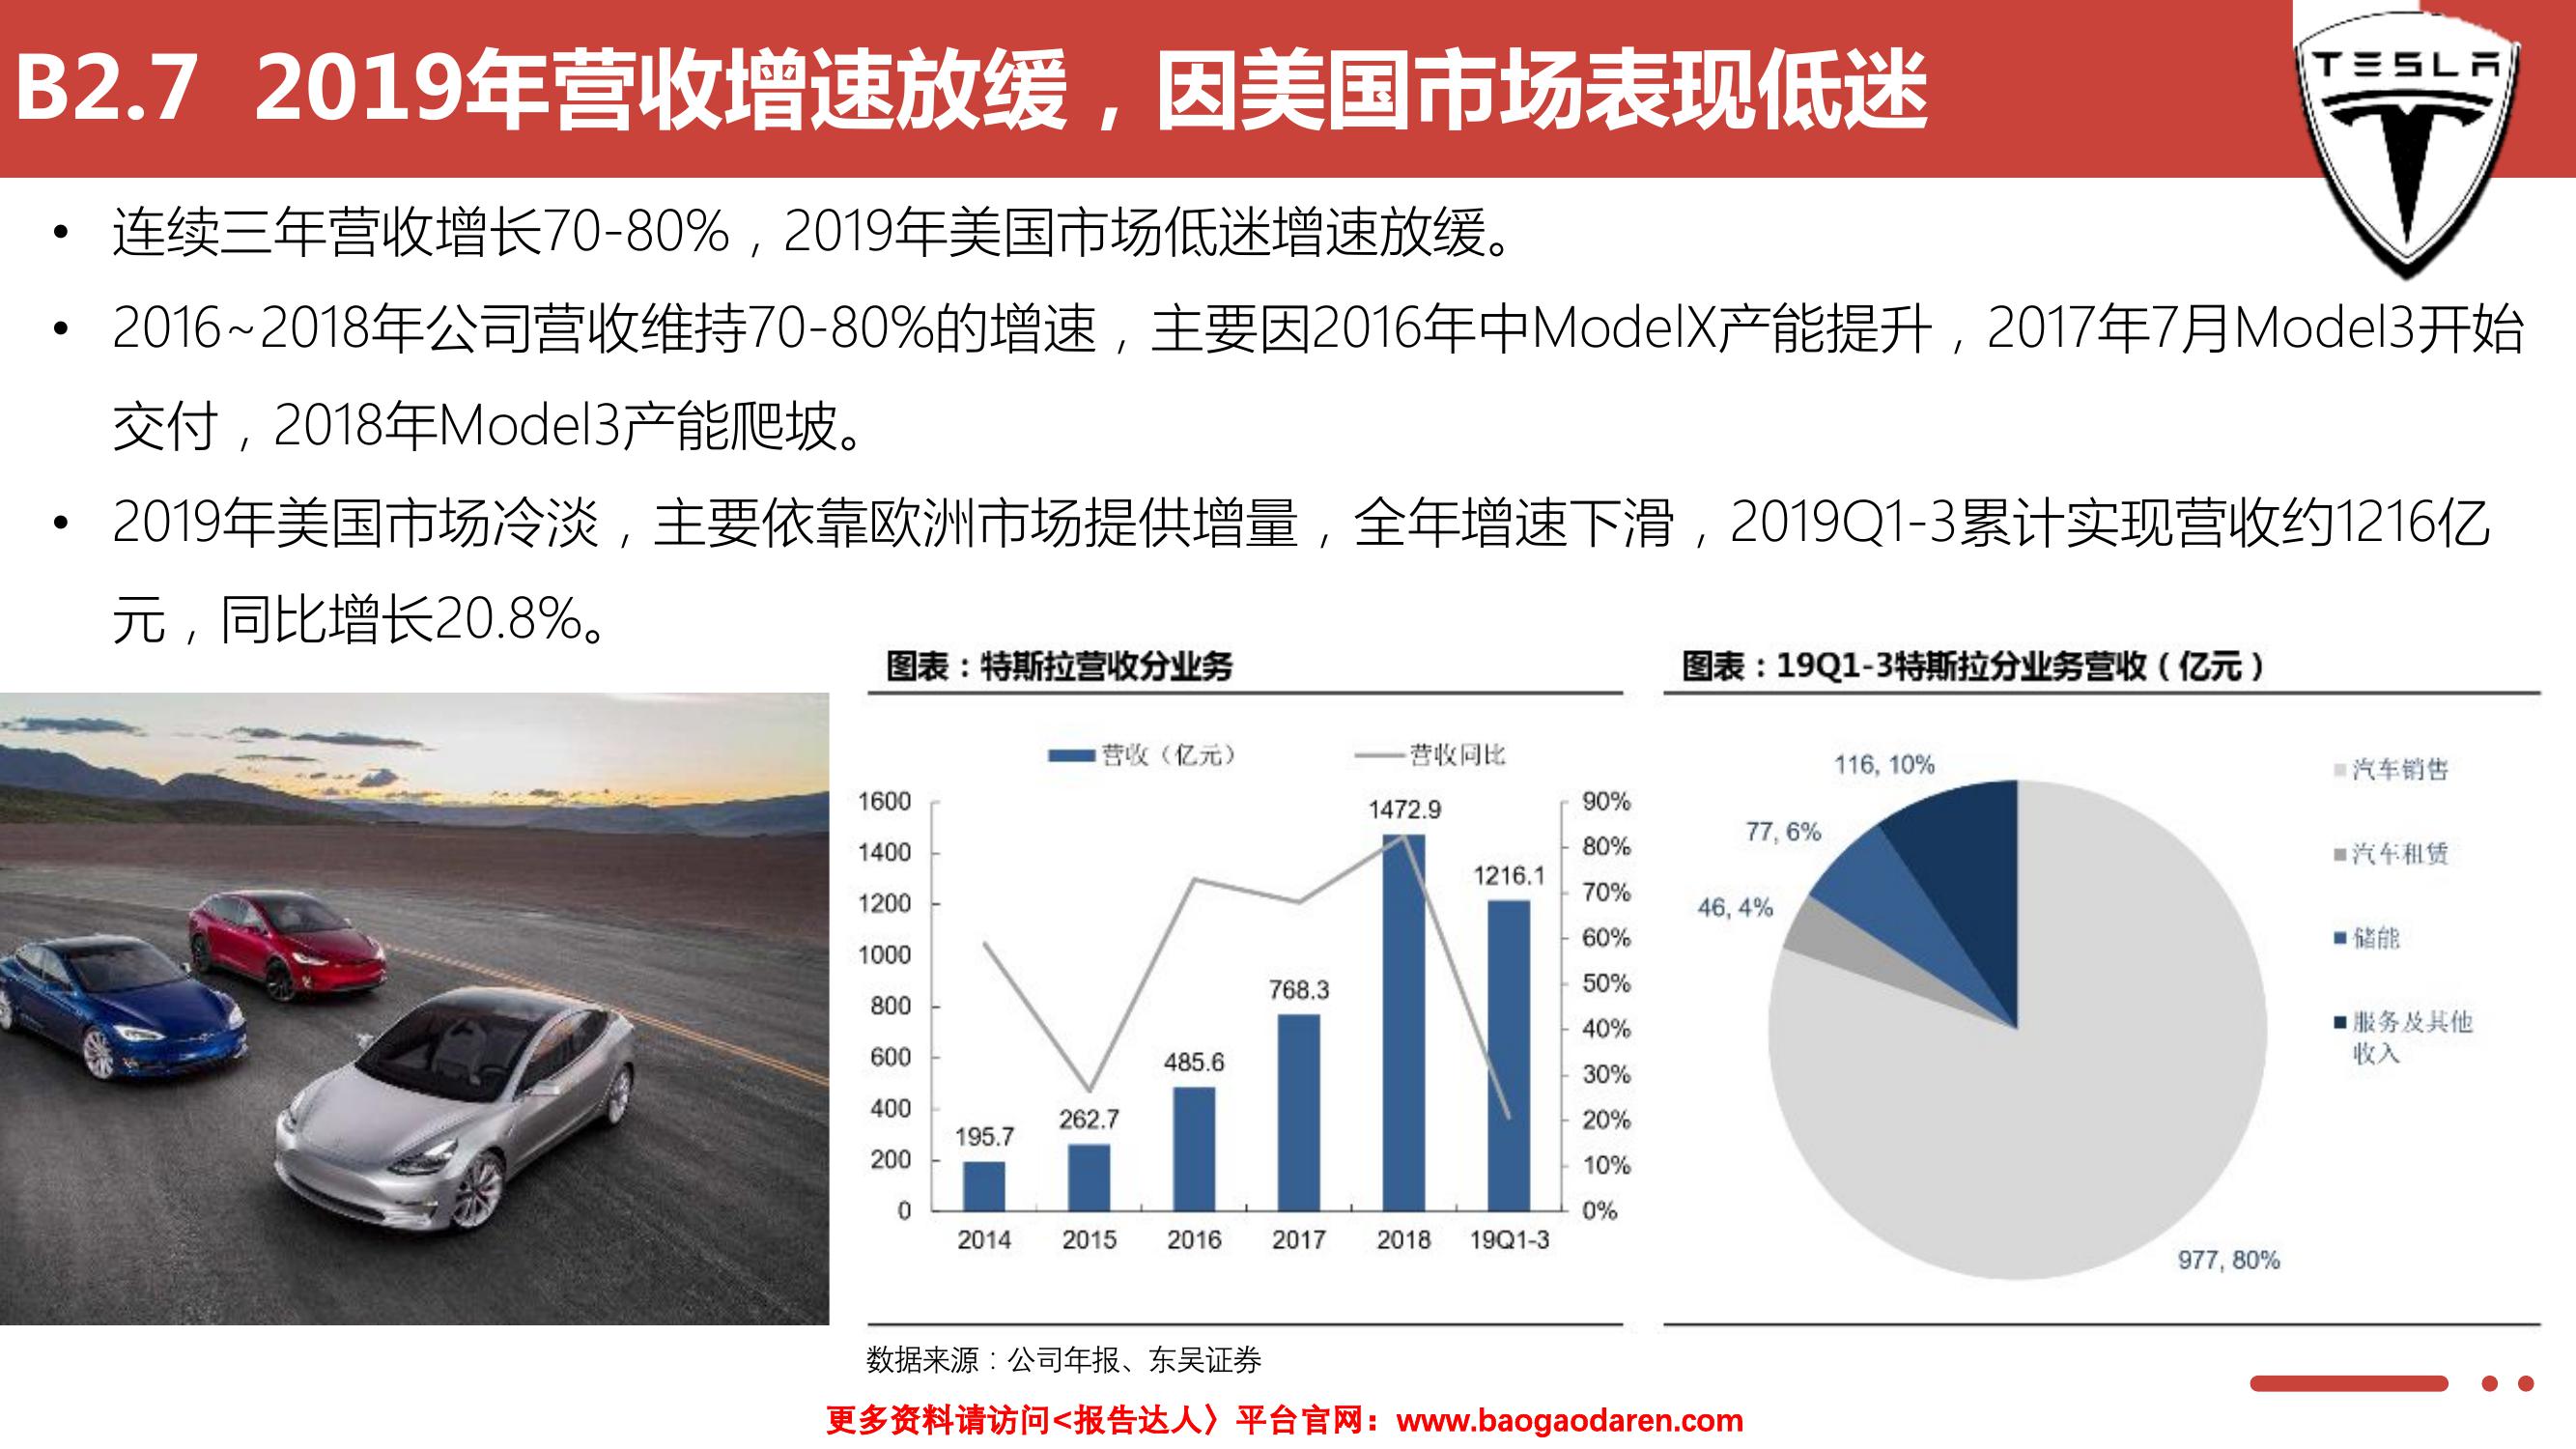 B2.7 2019年营收增速放缓，因美国市场表现低迷
TESLA
• 连续三年营收增长70-80%，2019年美国市场低迷增速放缓。
• 2016~2018年公司营收维持70-80%的增速，主要因2016年中ModelX产能提升，2017年7月Model3开始
交付，2018年Model3产能爬坡。
• 2019年美国市场冷淡，主要依靠欧洲市场提供增量，全年增速下滑，2019Q1-3累计实现营收约1216亿
元，同比增长20.8%。
图表：特斯拉营收分业务
营收（亿元） 营收同比
1600
1400
1200
1000
800
600
400
200
0
90%
80%
70%
60%
50%
40%
30%
20%
10%
0%
195.7
262.7
485.6
768.3
1472.9
1216.1
2014 2015 2016 2017 2018 19Q1-3
图表：19Q1-3特斯拉分业务营收（亿元）
116, 10%
77, 6%
46, 4%
977, 80%
汽车销售
汽车租赁
储能
服务及其他
收入
数据来源：公司年报、东吴证券
更多资料请访问<报告达人〉平台官网：www.baogaodaren.com